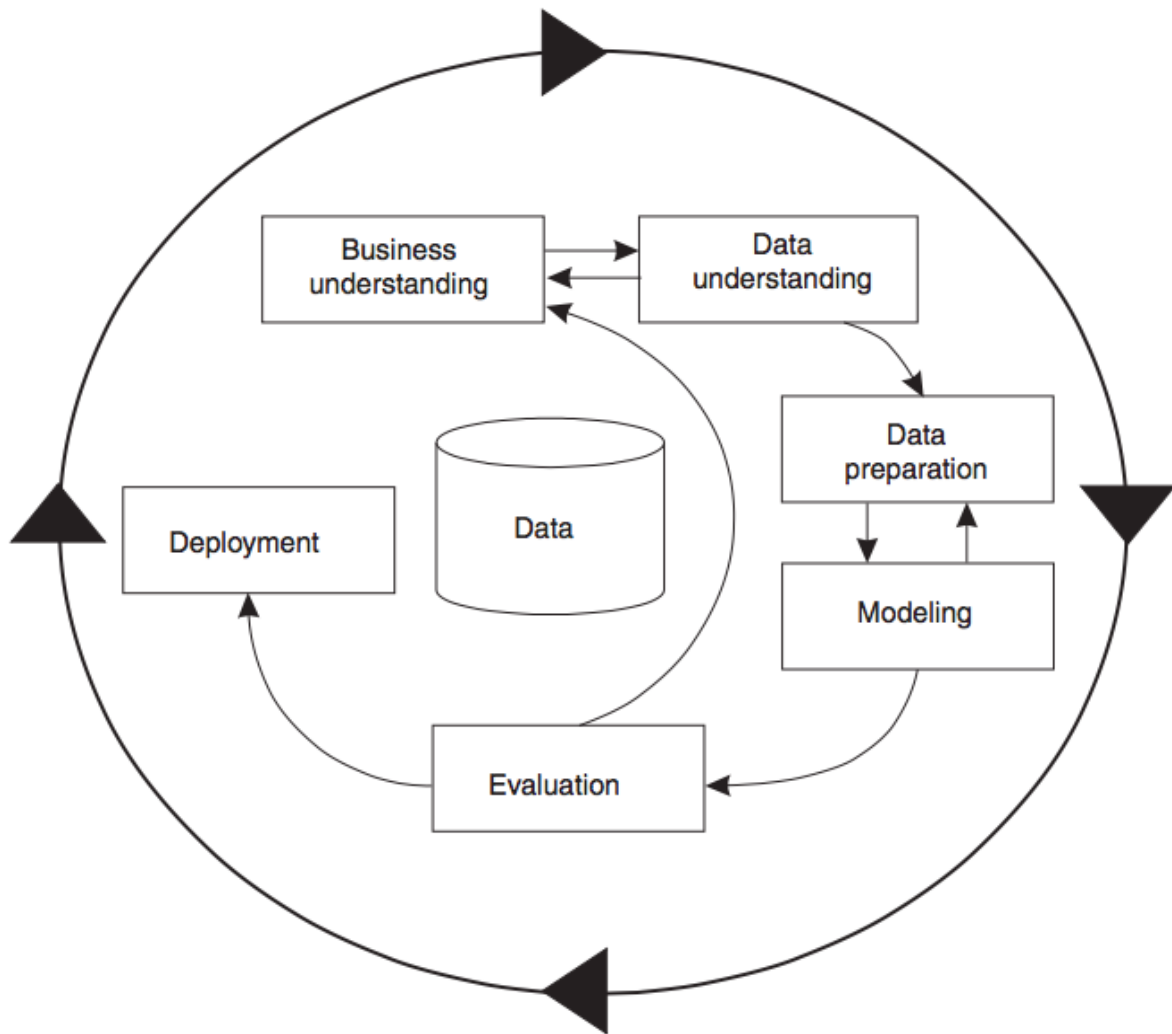 Business
understanding
Data
understanding
Data
preparation
Data
Deployment
Modeling
Evaluation